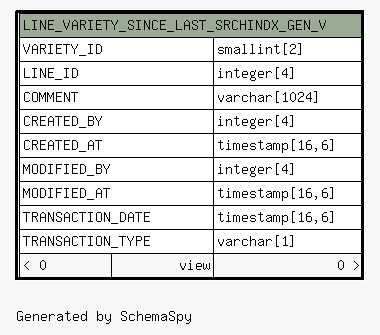 LINE_VARIETY_SINCE_LAST_SRCHINDX_GEN_V
VARIETY_ID smallint[2]
LINE_ID integer[4]
COMMENT varchar[1024]
CREATED_BY integer[4]
CREATED_AT timestamp[16,6]
MODIFIED_BY integer[4]
MODIFIED_AT timestamp[16,6]
TRANSACTION_DATE timestamp[16,6]
TRANSACTION_TYPE varchar[1]
< 0 view 0 >
Generated by SchemaSpy